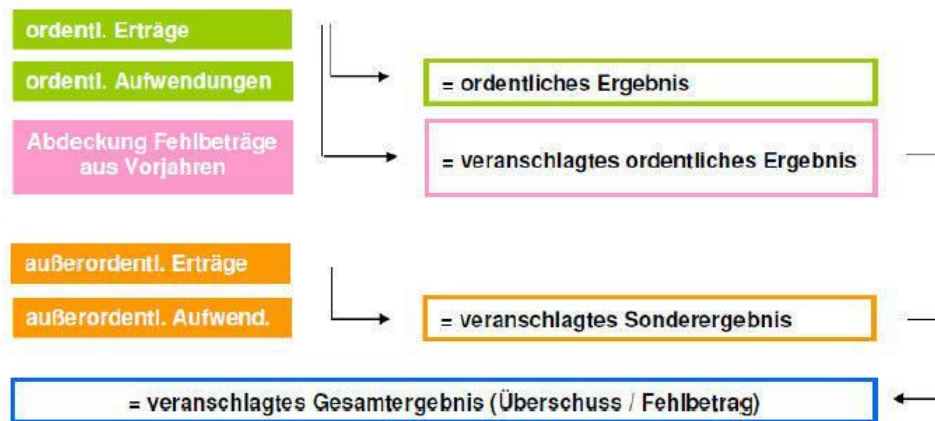 ordentl. Erträge
ordentl. Aufwendungen
= ordentliches Ergebnis
Abdeckung Fehlbeträge
aus Vorjahren
= veranschlagtes ordentliches Ergebnis
außerordentl. Erträge
außerordentl. Aufwend.
= veranschlagtes Sonderergebnis
= veranschlagtes Gesamtergebnis (Überschuss / Fehlbetrag)